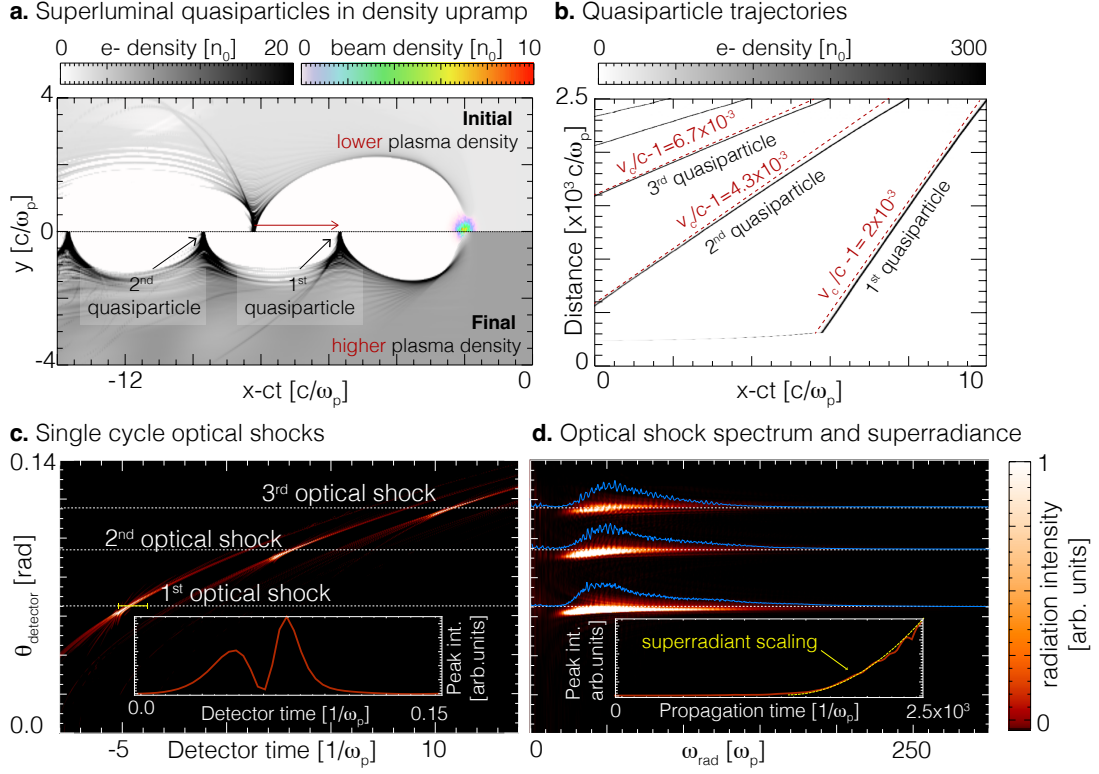 a. Superluminal quasiparticles in density upramp
0 e- density [n0] 20
0 beam density [n0] 10
4
0
-4
y [c/ωp]
Initial
lower plasma density
2nd
quasiparticle
1st
quasiparticle
Final
higher plasma density
-12 0
x-ct [c/ωp]
b. Quasiparticle trajectories
0 e- density [n0] 300
2.5
0
Distance [x10³ c/ωp]
vc/c-1=6.7x10-3
3rd quasiparticle
vc/c-1=4.3x10-3
2nd quasiparticle
vc/c -1= 2x10-3
1st quasiparticle
0 10
x-ct [c/ωp]
c. Single cycle optical shocks
0.14
0.0
θdetector [rad]
3rd optical shock
2nd optical shock
1st optical shock
Peak int.
[arb.units]
0.0 0.15
Detector time [1/ωp]
-5 10
Detector time [1/ωp]
d. Optical shock spectrum and superradiance
superradiant scaling
Peak int.
arb.units]
0 2.5x10³
Propagation time [1/ωp]
0 250
ωrad [ωp]
1
0
radiation intensity
[arb. units]